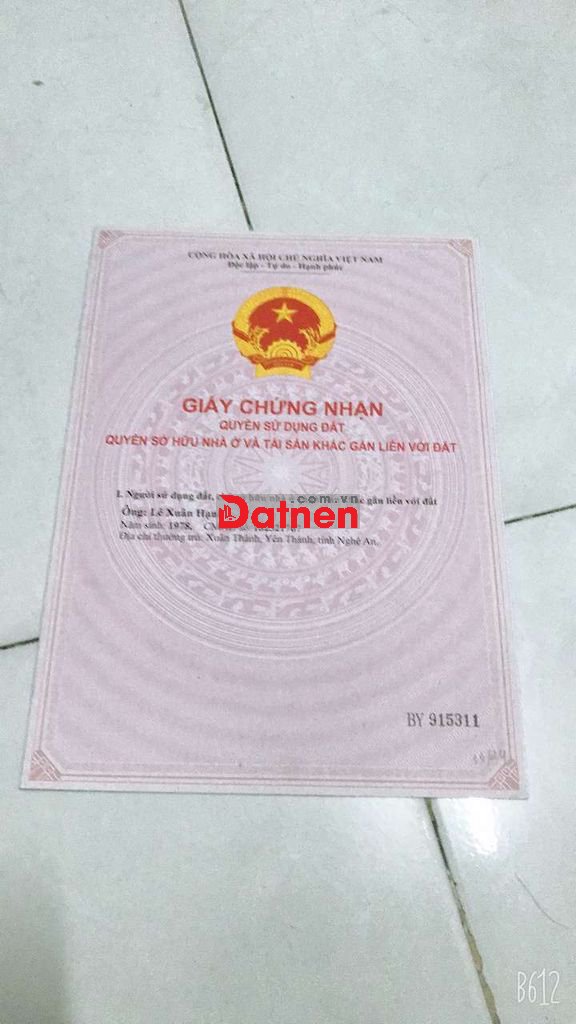 CỘNG HÒA XÃ HỘI CHỦ NGHĨA VIỆT NAM
Độc lập - Tự do - Hạnh phúc
GIẤY CHỨNG NHẬN
QUYỀN SỬ DỤNG ĐẤT
QUYỀN SỞ HỮU NHÀ Ở VÀ TÀI SẢN KHÁC GẮN LIỀN VỚI ĐẤT
I. Người sử dụng đất, hữu nhà gắn liền với đất
.com.vn
Ông: Lê Xuân
Datnen
Năm sinh: 1978,
Địa chỉ thường trú: Xuân Thành, Yên Thành, tỉnh Nghệ An.
BY 915311
B612